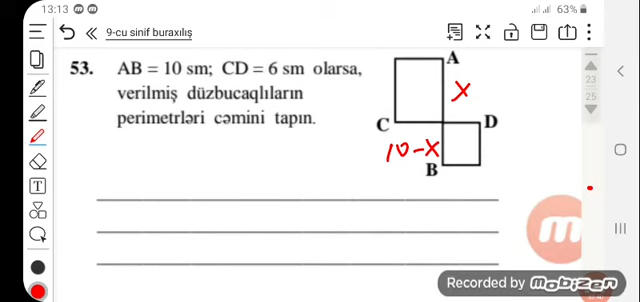 13:13
63%
9-cu sinif buraxılış
53. AB = 10 sm; CD = 6 sm olarsa,
verilmiş düzbucaqlıların
perimetrləri cəmini tapın.
A
X
C
D
10-X
B
23
25
T
m
Recorded by mobizen